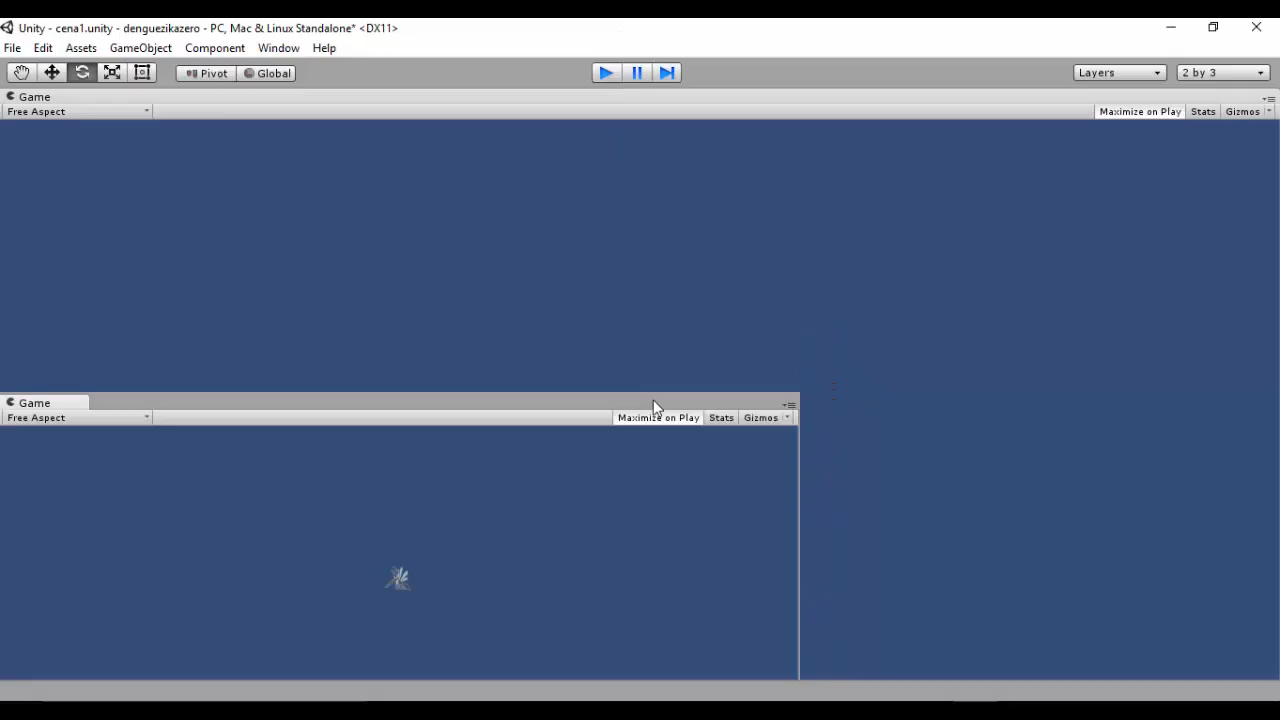 Unity - cena1.unity - denguezikazero - PC, Mac & Linux Standalone* <DX11>
File Edit Assets GameObject Component Window Help
Pivot Global Layers 2 by 3
Game
Free Aspect Maximize on Play Stats Gizmos
Game
Free Aspect Maximize on Play Stats Gizmos